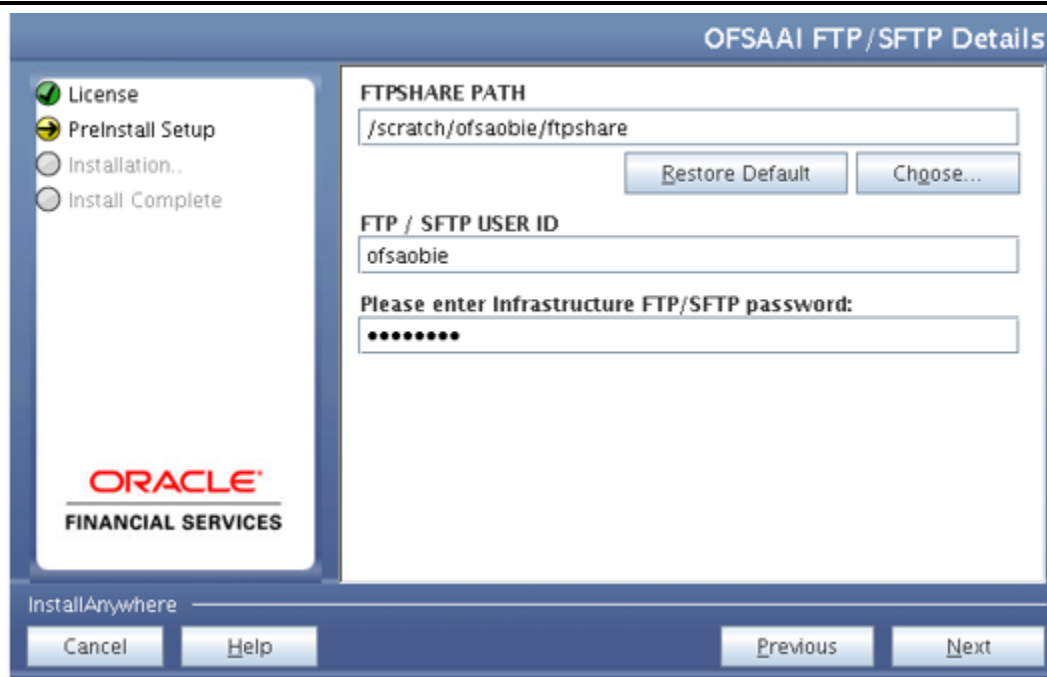 OFSAAI FTP/SFTP Details
License
PreInstall Setup
Installation..
Install Complete
ORACLE
FINANCIAL SERVICES
FTPSHARE PATH
/scratch/ofsaobie/ftpshare
Restore Default
Choose...
FTP / SFTP USER ID
ofsaobie
Please enter Infrastructure FTP/SFTP password:
••••••••
InstallAnywhere
Cancel
Help
Previous
Next